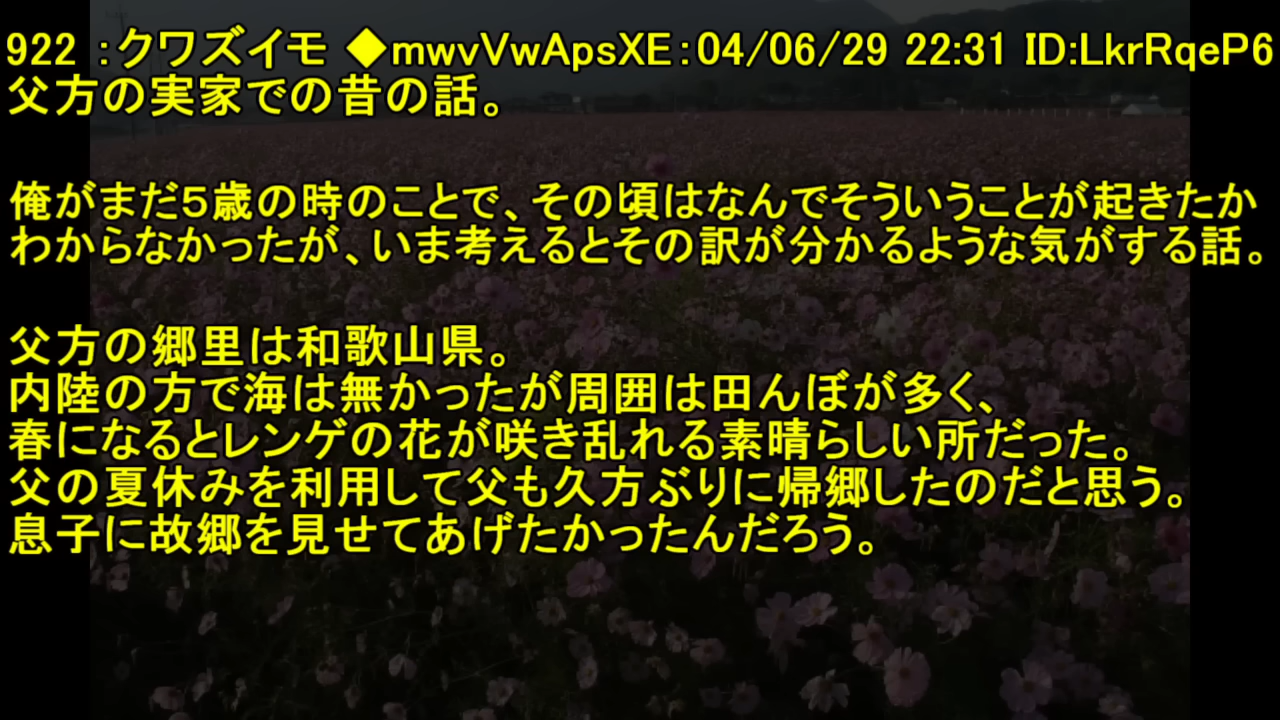 922 :クワズイモ ◆mwvVwApsXE:04/06/29 22:31 ID:LkrRqeP6
父方の実家での昔の話。
俺がまだ５歳の時のことで、その頃はなんでそういうことが起きたか
わからなかったが、いま考えるとその訳が分かるような気がする話。
父方の郷里は和歌山県。
内陸の方で海は無かったが周囲は田んぼが多く、
春になるとレンゲの花が咲き乱れる素晴らしい所だった。
父の夏休みを利用して父も久方ぶりに帰郷したのだと思う。
息子に故郷を見せてあげたかったんだろう。